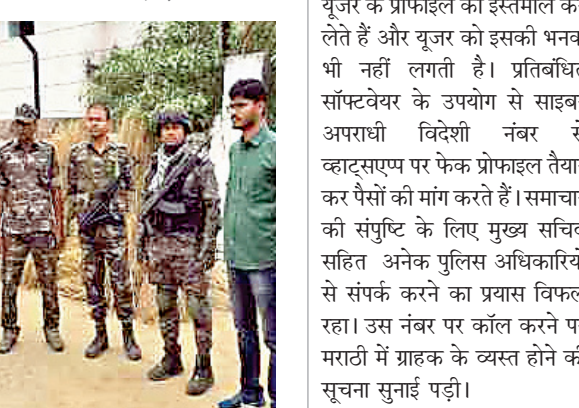 यूजर के प्रोफाइल का इस्तेमाल कर
लेते हैं और यूजर को इसकी भनक
भी नहीं लगती है। प्रतिबंधित
सॉफ्टवेयर के उपयोग से साइबर
अपराधी विदेशी नंबर से
व्हाट्सएप्प पर फेक प्रोफाइल तैयार
कर पैसों की मांग करते हैं। समाचार
की संपुष्टि के लिए मुख्य सचिव
सहित अनेक पुलिस अधिकारियों
से संपर्क करने का प्रयास विफल
रहा। उस नंबर पर कॉल करने पर
मराठी में ग्राहक के व्यस्त होने की
सूचना सुनाई पड़ी।